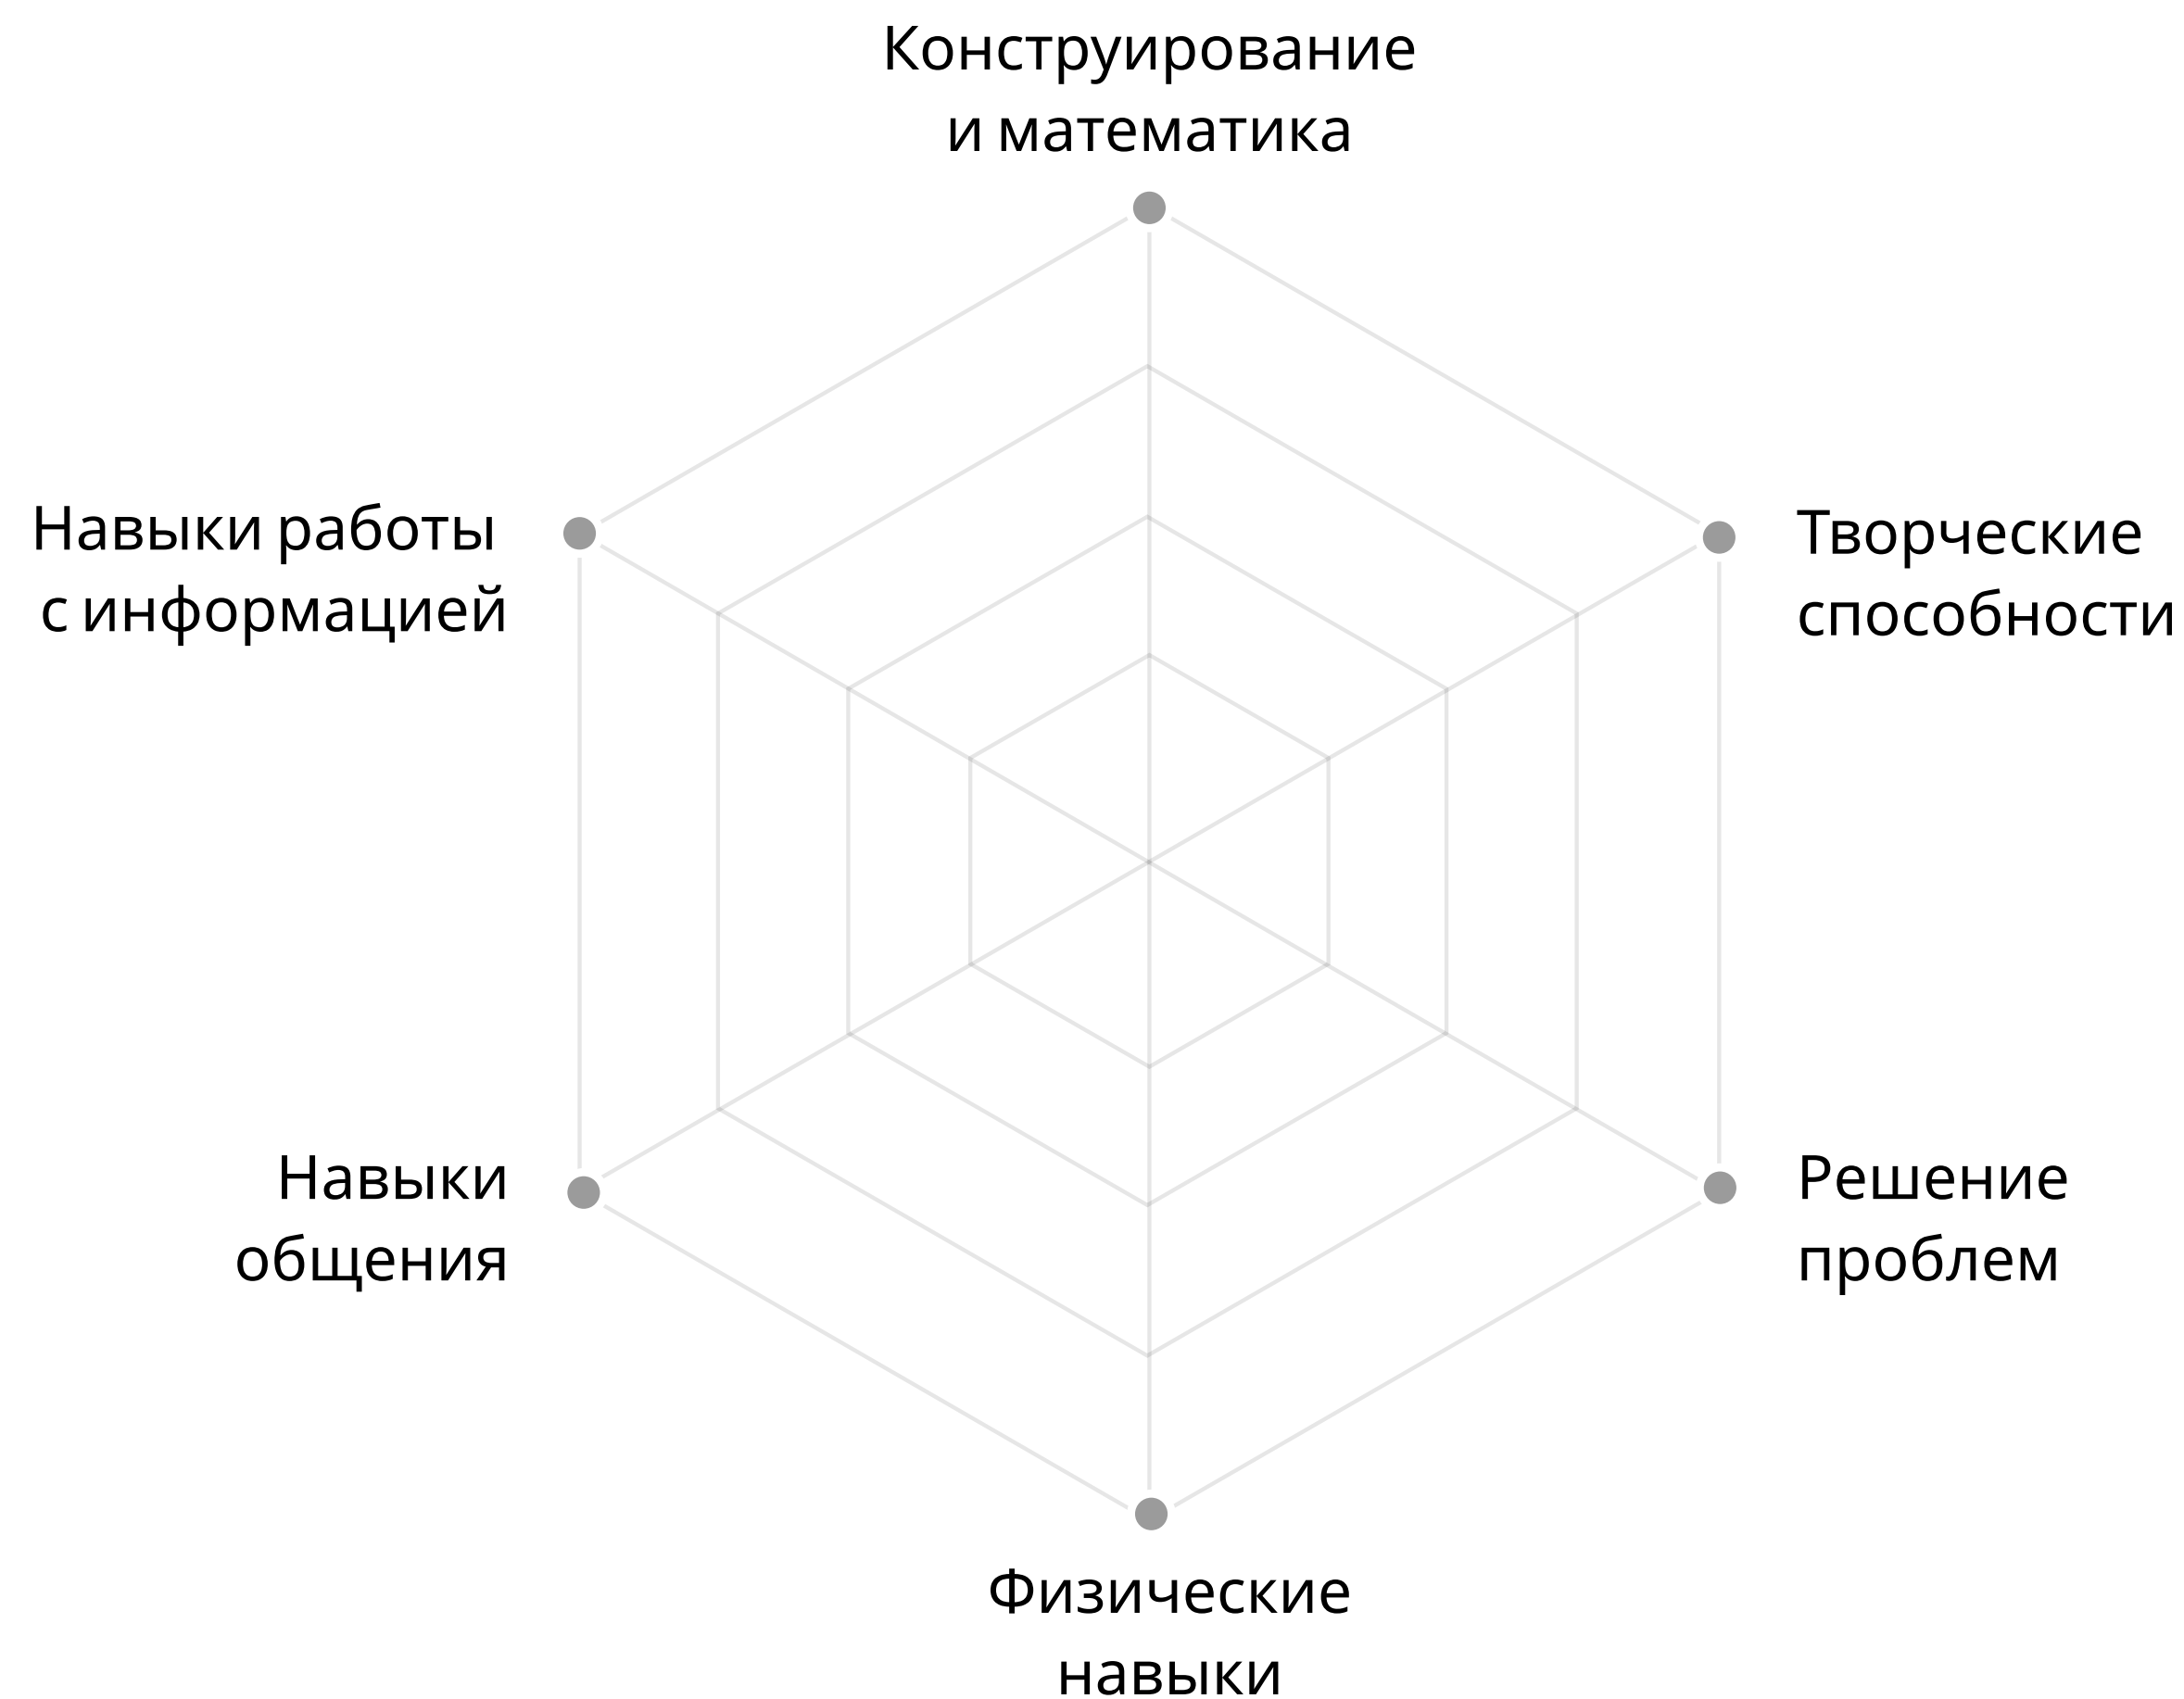 Конструирование
и математика
Навыки работы
с информацией
Творческие
способности
Навыки
общения
Решение
проблем
Физические
навыки